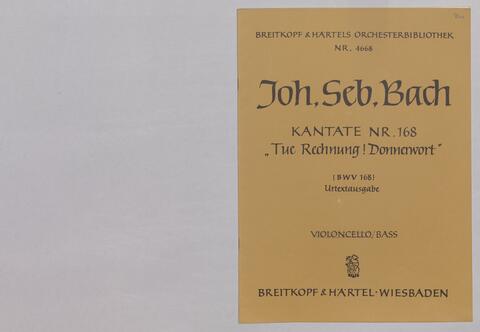 BREITKOPF & HÄRTELS ORCHESTERBIBLIOTHEK
NR. 4668
Joh. Seb. Bach
KANTATE NR. 168
„Tue Rechnung! Donnerwort"
(BWV 168)
Urtextausgabe
VIOLONCELLO/BASS
BREITKOPF & HÄRTEL · WIESBADEN